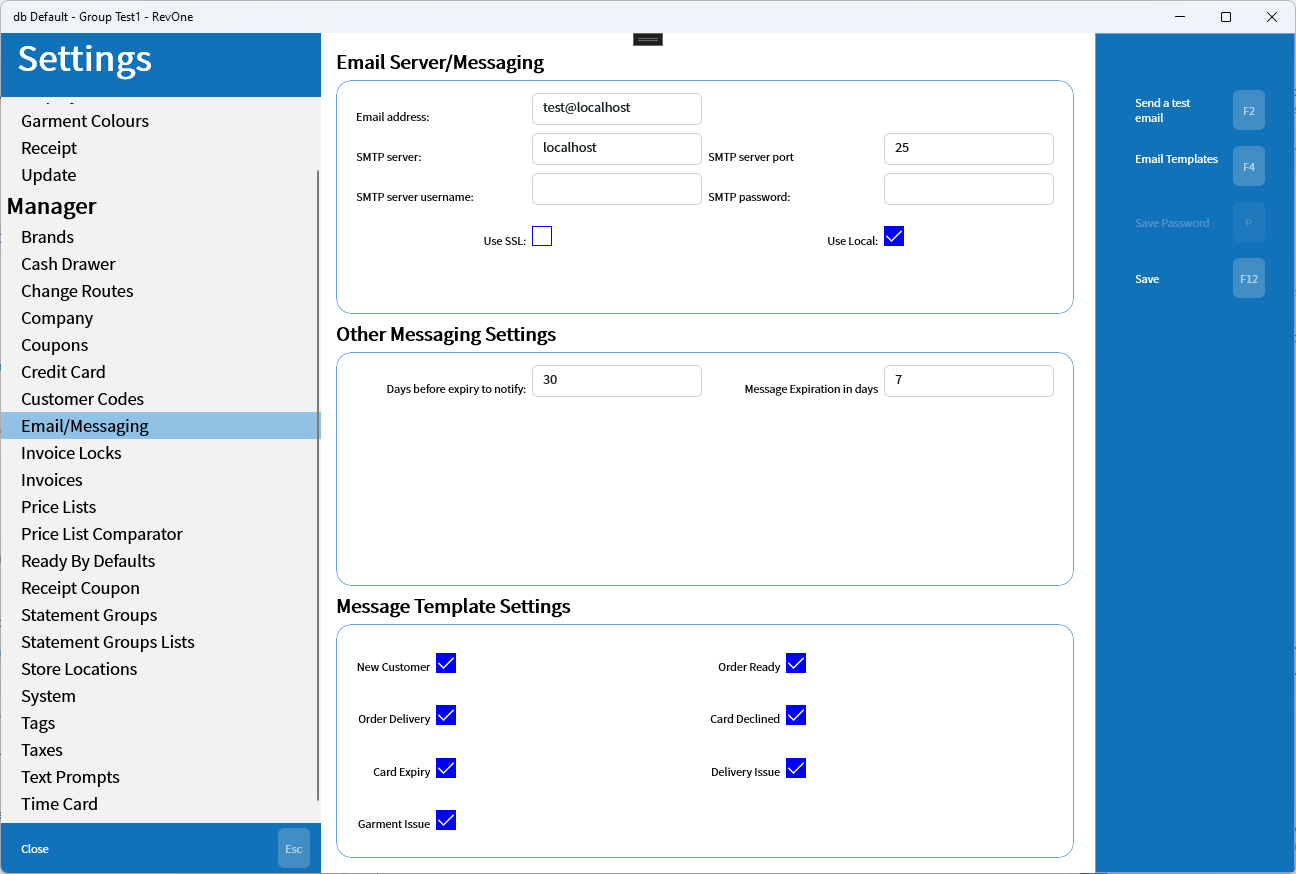 db Default - Group Test1 - RevOne
Settings
Garment Colours
Receipt
Update
Manager
Brands
Cash Drawer
Change Routes
Company
Coupons
Credit Card
Customer Codes
Email/Messaging
Invoice Locks
Invoices
Price Lists
Price List Comparator
Ready By Defaults
Receipt Coupon
Statement Groups
Statement Groups Lists
Store Locations
System
Tags
Taxes
Text Prompts
Time Card
Close Esc
Email Server/Messaging
Email address: test@localhost
SMTP server: localhost SMTP server port 25
SMTP server username: SMTP password:
Use SSL: Use Local:
Other Messaging Settings
Days before expiry to notify: 30 Message Expiration in days 7
Message Template Settings
New Customer Order Ready
Order Delivery Card Declined
Card Expiry Delivery Issue
Garment Issue
Send a test
email F2
Email Templates F4
Save Password P
Save F12